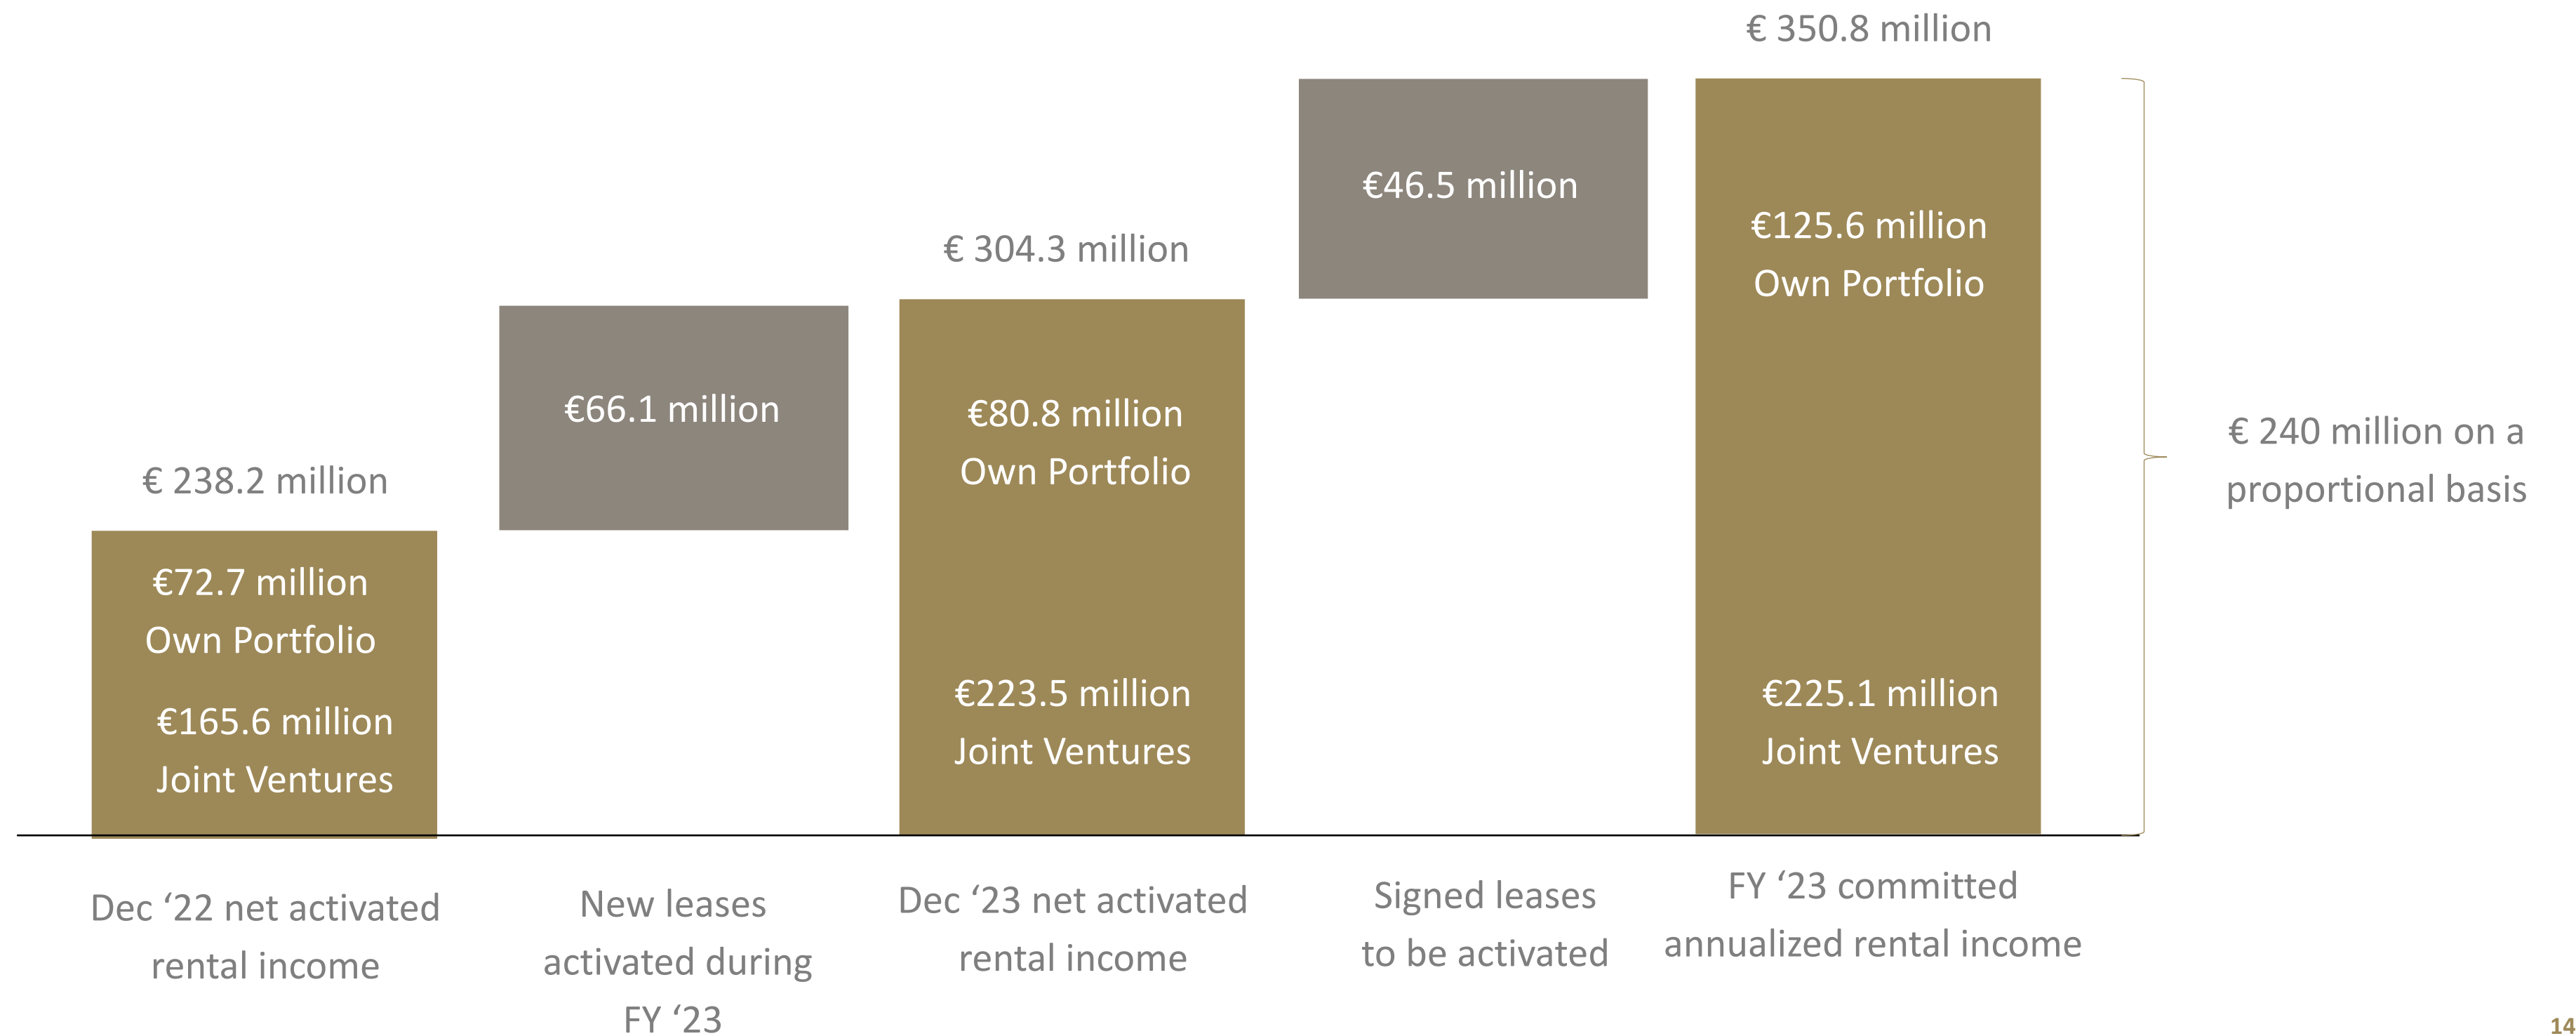 € 238.2 million
€72.7 million
Own Portfolio
€165.6 million
Joint Ventures
Dec ‘22 net activated
rental income
€66.1 million
New leases
activated during
FY ‘23
€ 304.3 million
€80.8 million
Own Portfolio
€223.5 million
Joint Ventures
Dec ‘23 net activated
rental income
€46.5 million
Signed leases
to be activated
€ 350.8 million
€125.6 million
Own Portfolio
€225.1 million
Joint Ventures
FY ‘23 committed
annualized rental income
€ 240 million on a
proportional basis
14